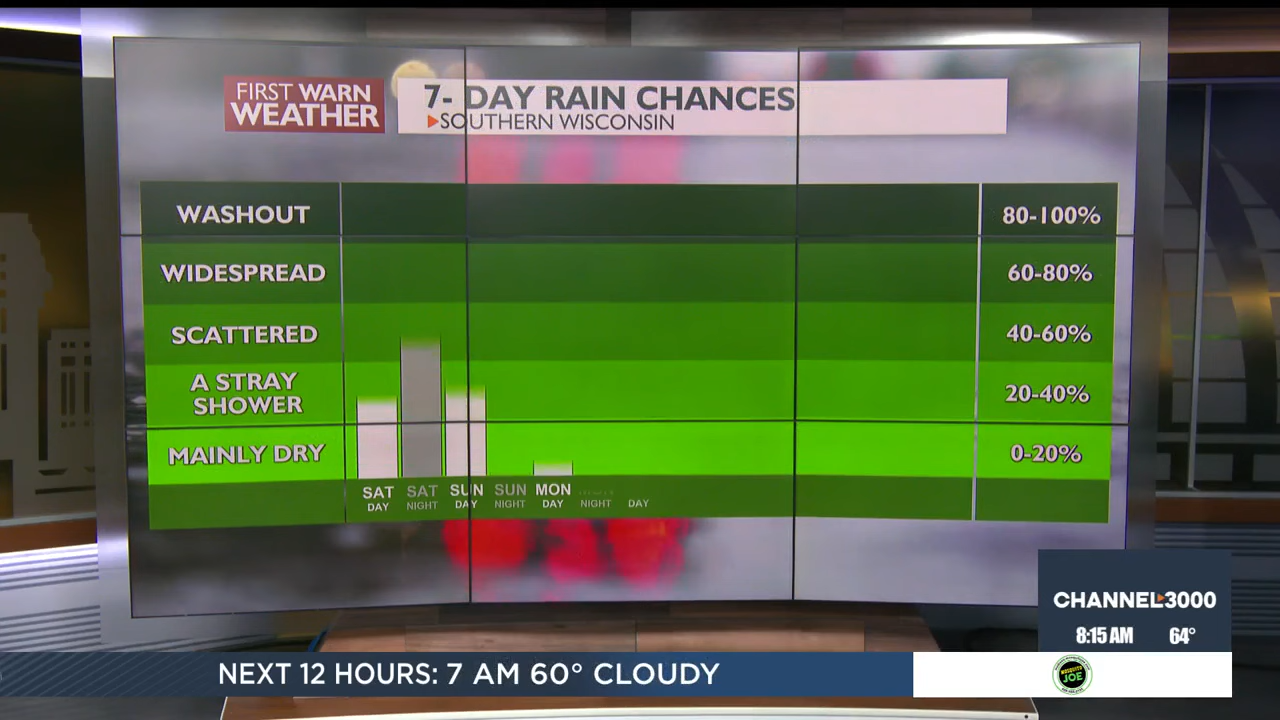 FIRST WARN
WEATHER
7- DAY RAIN CHANCES
SOUTHERN WISCONSIN
WASHOUT
80-100%
WIDESPREAD
60-80%
SCATTERED
40-60%
A STRAY
SHOWER
20-40%
MAINLY DRY
0-20%
SAT SAT SUN SUN MON
DAY NIGHT DAY NIGHT DAY NIGHT DAY
CHANNEL3000
8:15 AM 64°
NEXT 12 HOURS: 7 AM 60° CLOUDY
MOSQUITO
JOE